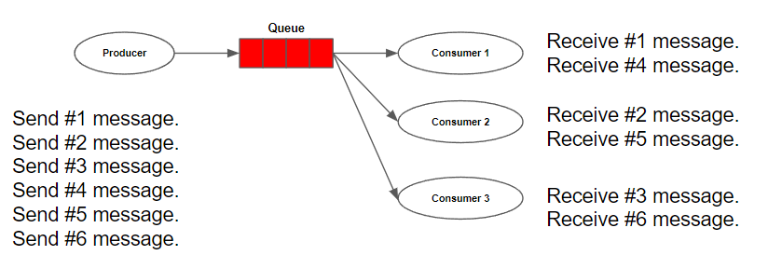 Queue
Producer
Consumer 1
Receive #1 message.
Receive #4 message.
Send #1 message.
Send #2 message.
Send #3 message.
Send #4 message.
Send #5 message.
Send #6 message.
Consumer 2
Receive #2 message.
Receive #5 message.
Consumer 3
Receive #3 message.
Receive #6 message.